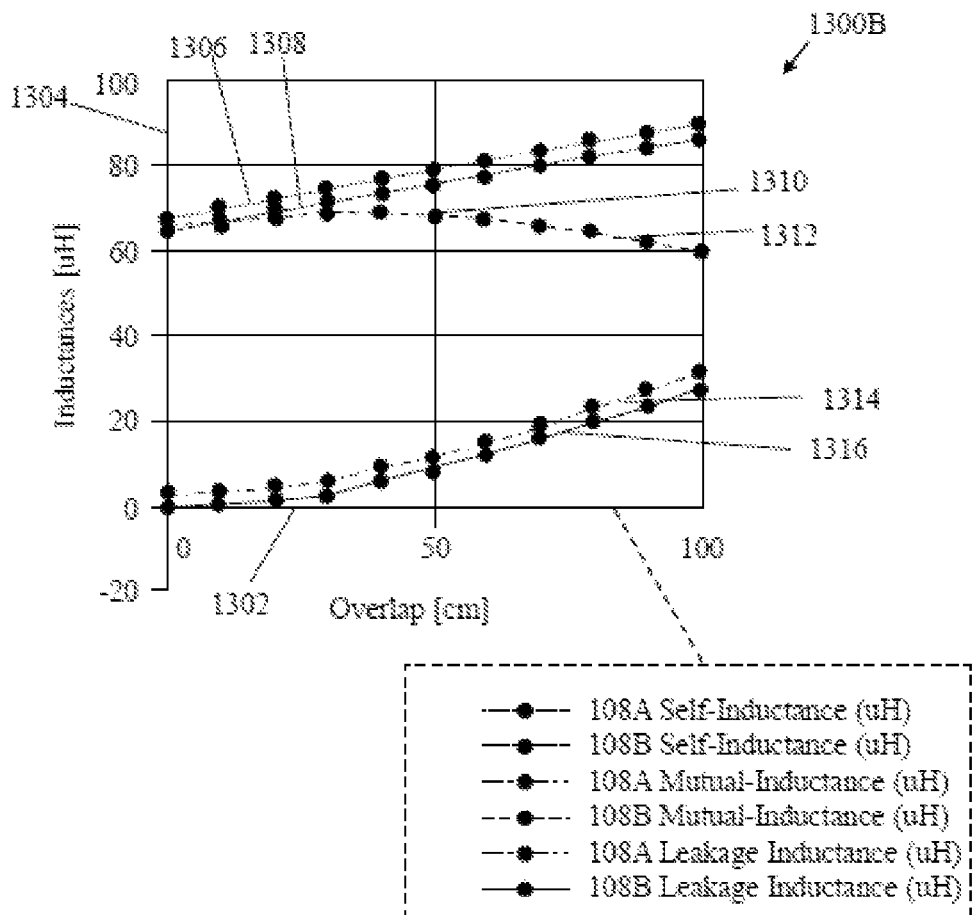 1300B
1306 1308
1304
100
80
60
40
20
0
-20
Inductances [uH]
1310
1312
1314
1316
0 50 100
1302
Overlap [cm]
108A Self-Inductance (uH)
108B Self-Inductance (uH)
108A Mutual-Inductance (uH)
108B Mutual-Inductance (uH)
108A Leakage Inductance (uH)
108B Leakage Inductance (uH)